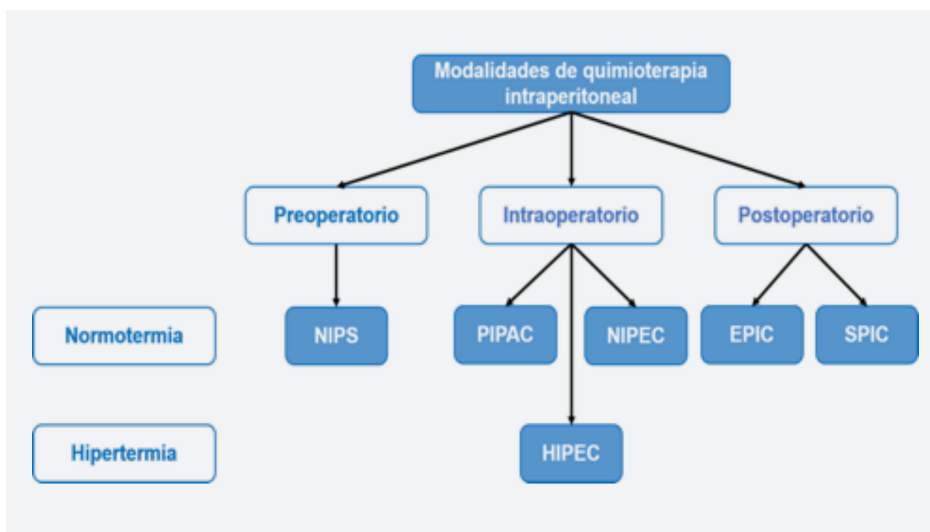 Modalidades de quimioterapia
intraperitoneal
Preoperatorio
Intraoperatorio
Postoperatorio
Normotermia
NIPS
PIPAC
NIPEC
EPIC
SPIC
Hipertermia
HIPEC